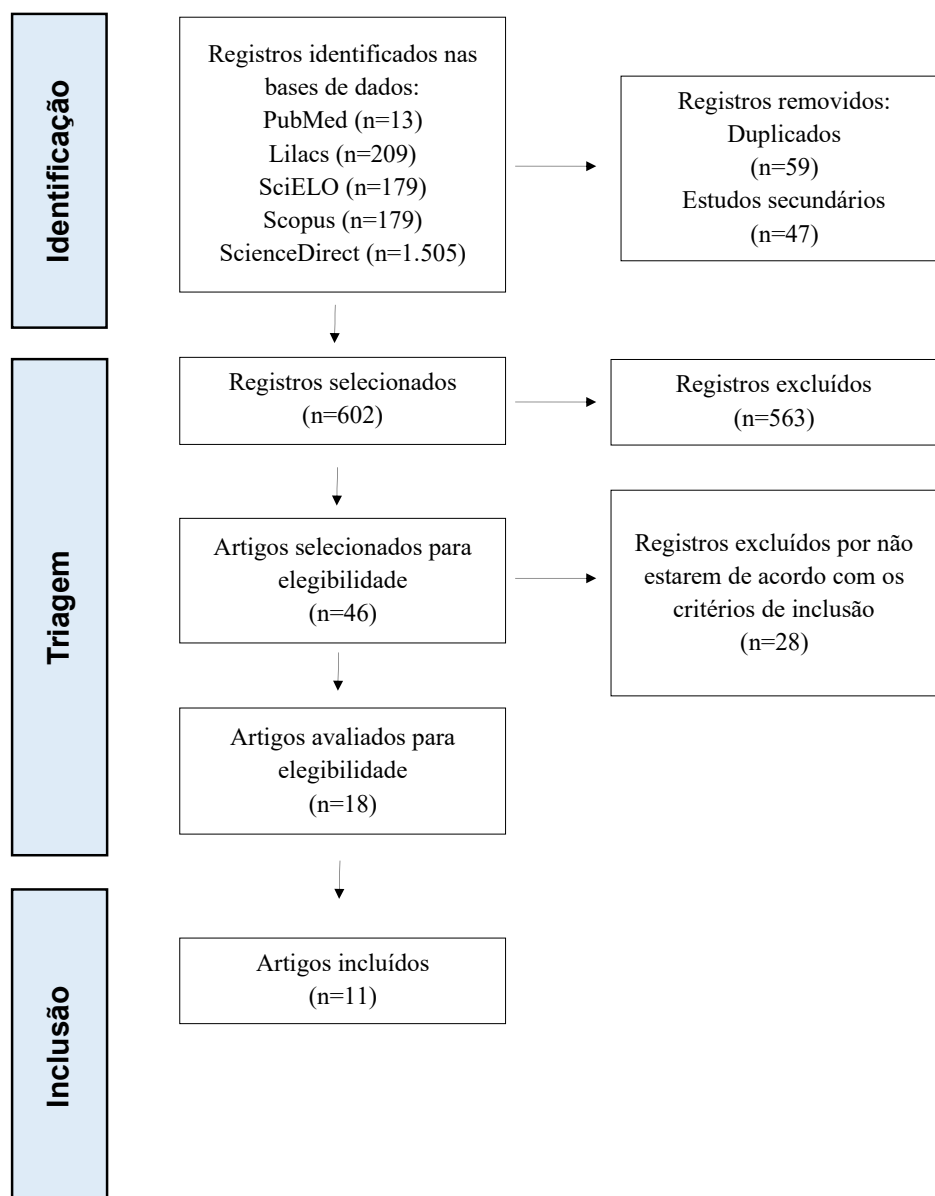 Identificação
Registros identificados nas
bases de dados:
PubMed (n=13)
Lilacs (n=209)
SciELO (n=179)
Scopus (n=179)
ScienceDirect (n=1.505)
Registros removidos:
Duplicados
(n=59)
Estudos secundários
(n=47)
Triagem
Registros selecionados
(n=602)
Registros excluídos
(n=563)
Artigos selecionados para
elegibilidade
(n=46)
Registros excluídos por não
estarem de acordo com os
critérios de inclusão
(n=28)
Artigos avaliados para
elegibilidade
(n=18)
Inclusão
Artigos incluídos
(n=11)